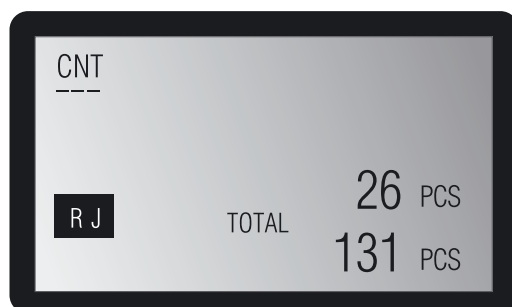 CNT
---
26 PCS
RJ TOTAL
131 PCS